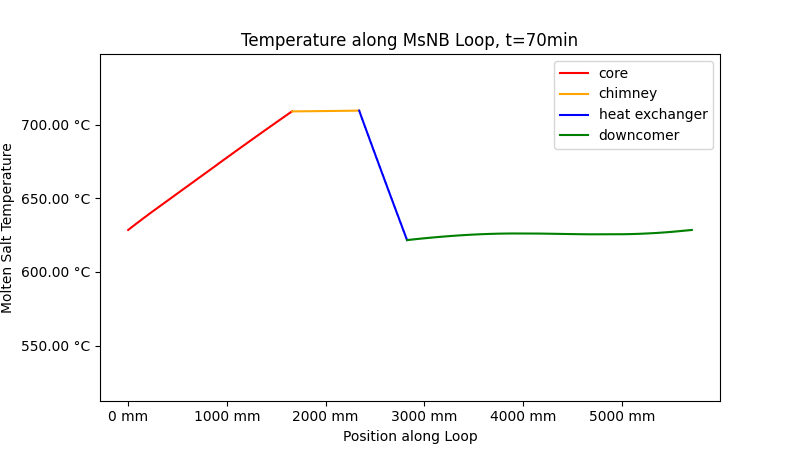 Temperature along MsNB Loop, t=70min
core
chimney
heat exchanger
downcomer
700.00 °C
650.00 °C
600.00 °C
550.00 °C
Molten Salt Temperature
0 mm
1000 mm
2000 mm
3000 mm
4000 mm
5000 mm
Position along Loop